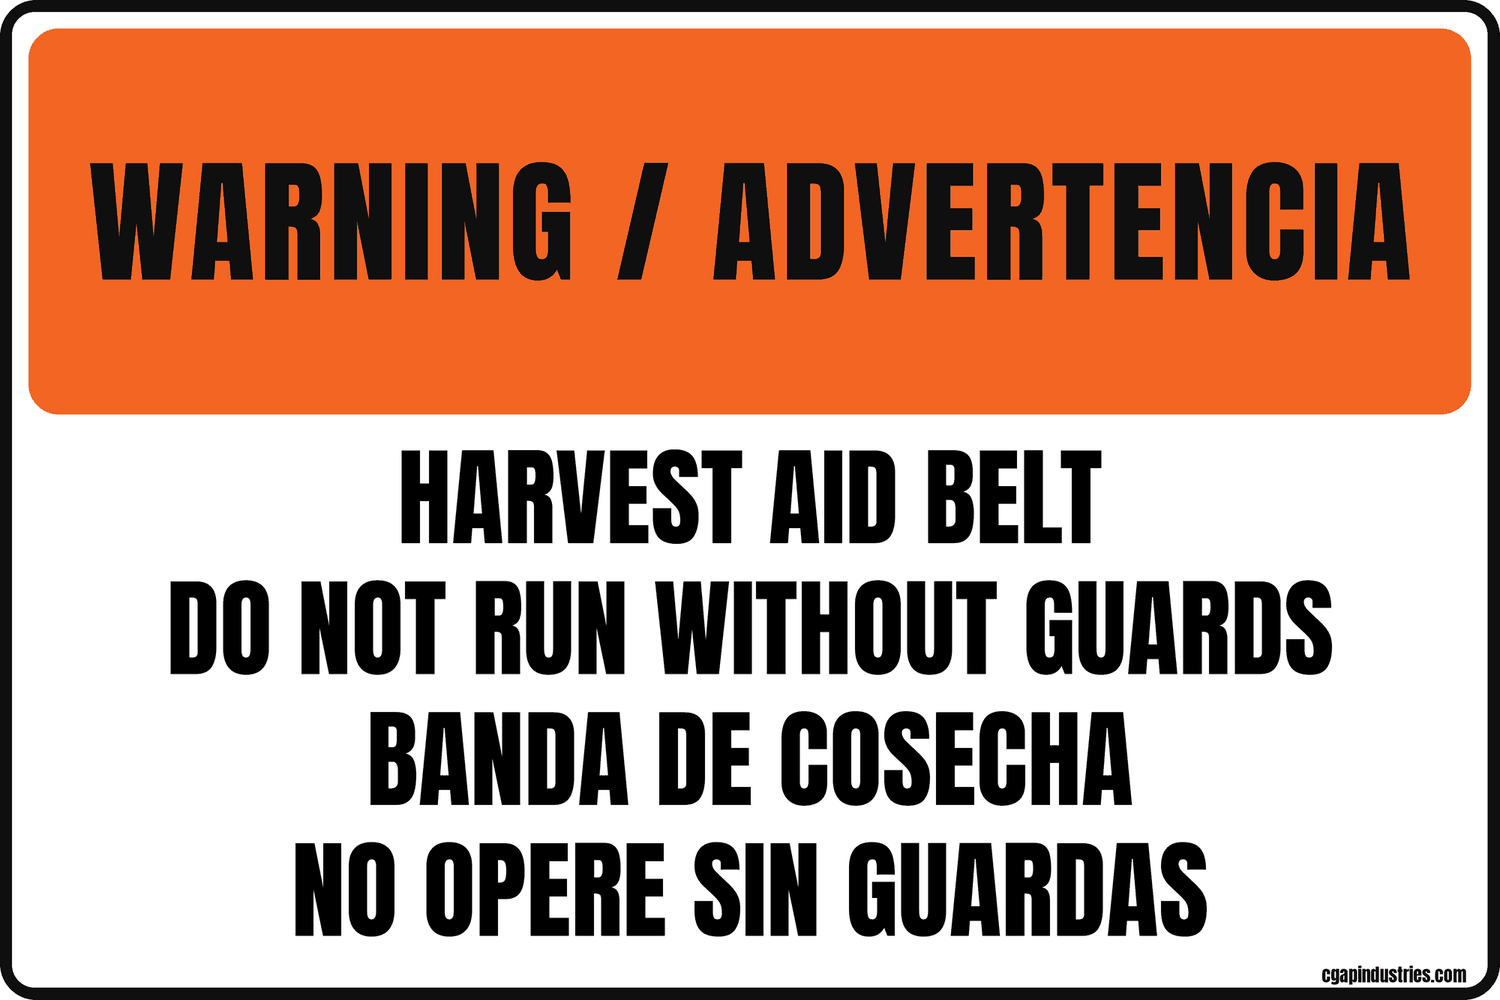 WARNING / ADVERTENCIA
HARVEST AID BELT
DO NOT RUN WITHOUT GUARDS
BANDA DE COSECHA
NO OPERE SIN GUARDAS
cgapindustries.com